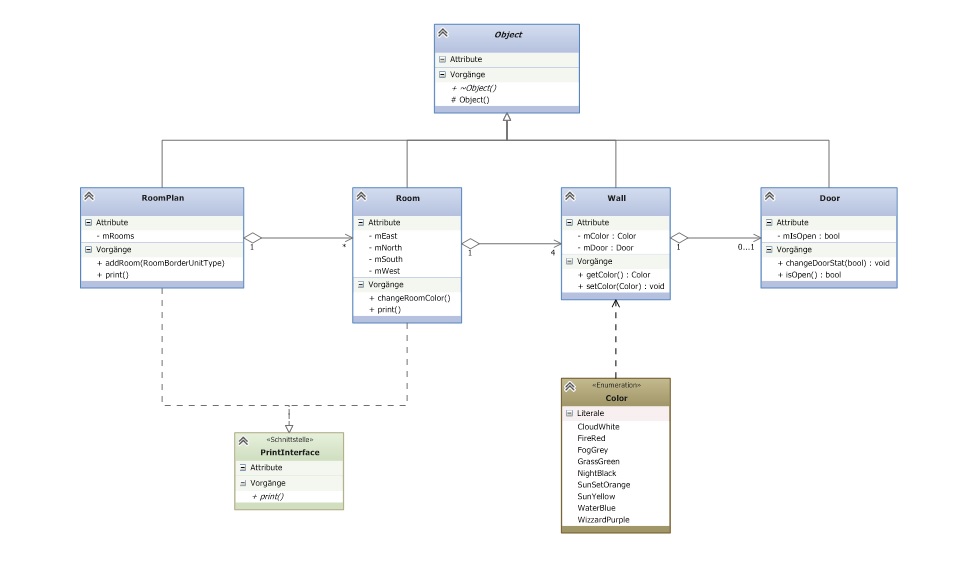 Object
Attribute
Vorgänge
+ ~Object()
# Object()
RoomPlan
Attribute
- mRooms
Vorgänge
+ addRoom(RoomBorderUnitType)
+ print()
1
*
Room
Attribute
- mEast
- mNorth
- mSouth
- mWest
Vorgänge
+ changeRoomColor()
+ print()
1
4
Wall
Attribute
- mColor : Color
- mDoor : Door
Vorgänge
+ getColor() : Color
+ setColor(Color) : void
1
0...1
Door
Attribute
- mIsOpen : bool
Vorgänge
+ changeDoorStat(bool) : void
+ isOpen() : bool
«Schnittstelle»
PrintInterface
Attribute
Vorgänge
+ print()
«Enumeration»
Color
Literale
CloudWhite
FireRed
FogGrey
GrassGreen
NightBlack
SunSetOrange
SunYellow
WaterBlue
WizzardPurple